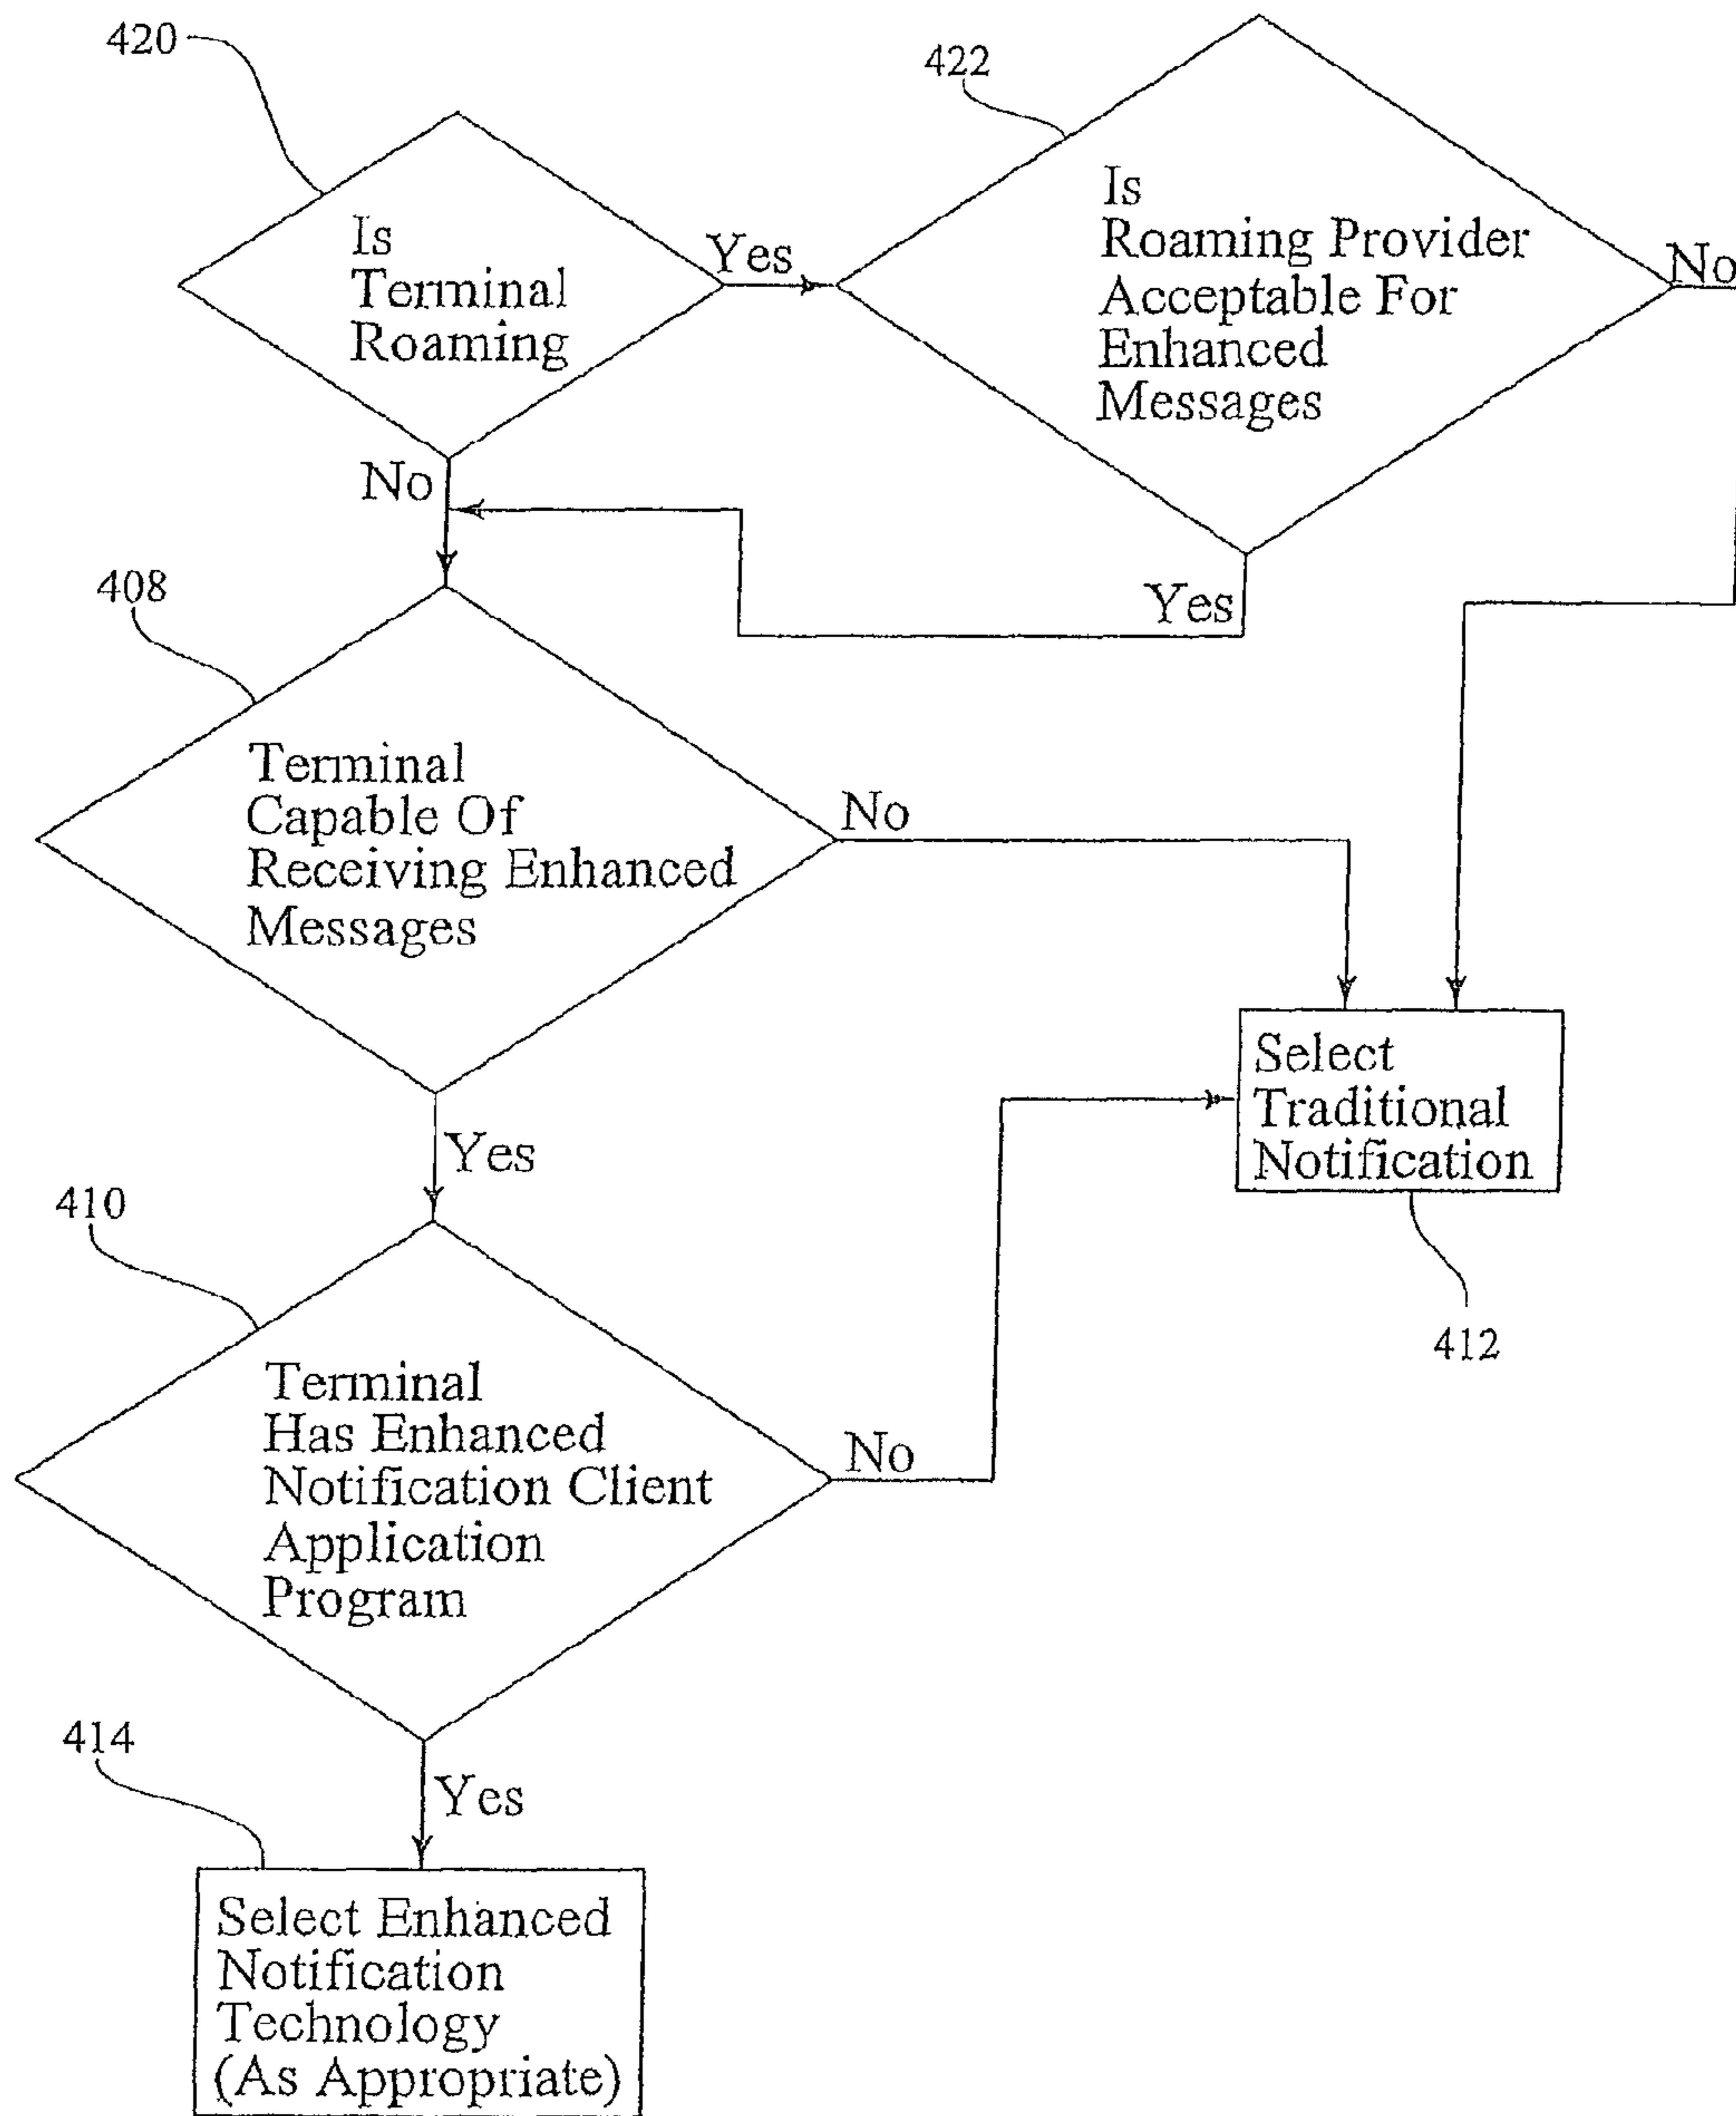 420
422
Is
Terminal
Roaming
Yes
Is
Roaming Provider
Acceptable For
Enhanced
Messages
No
No
Yes
408
Terminal
Capable Of
Receiving Enhanced
Messages
No
Yes
Select
Traditional
Notification
412
410
Terminal
Has Enhanced
Notification Client
Application
Program
No
Yes
414
Select Enhanced
Notification
Technology
(As Appropriate)